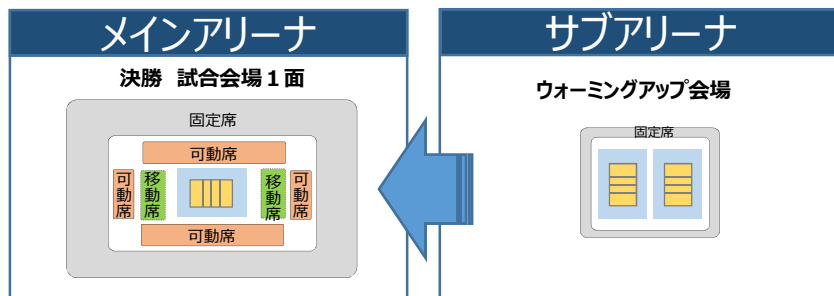 メインアリーナ
決勝 試合会場１面
固定席
可動席
可動席
移動席
移動席
可動席
可動席
サブアリーナ
ウォーミングアップ会場
固定席